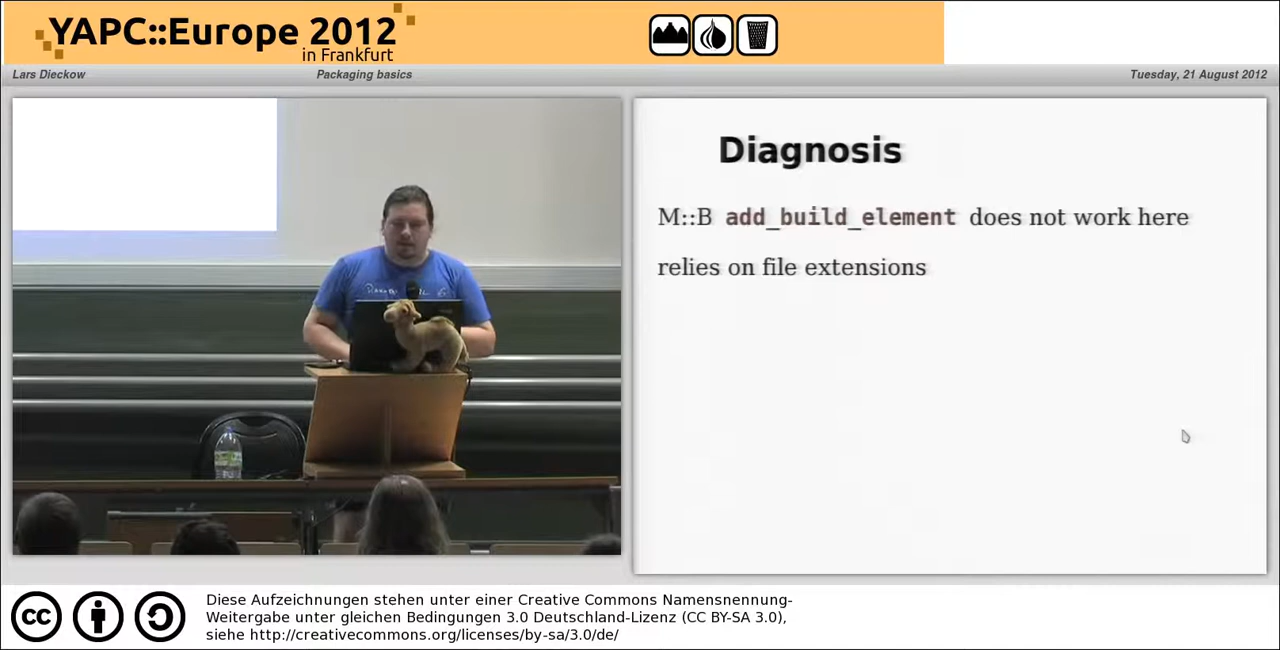 YAPC::Europe 2012
in Frankfurt
Lars Dieckow
Packaging basics
Tuesday, 21 August 2012
Diagnosis
M::B add_build_element does not work here
relies on file extensions
cc
Diese Aufzeichnungen stehen unter einer Creative Commons Namensnennung-
Weitergabe unter gleichen Bedingungen 3.0 Deutschland-Lizenz (CC BY-SA 3.0),
siehe http://creativecommons.org/licenses/by-sa/3.0/de/